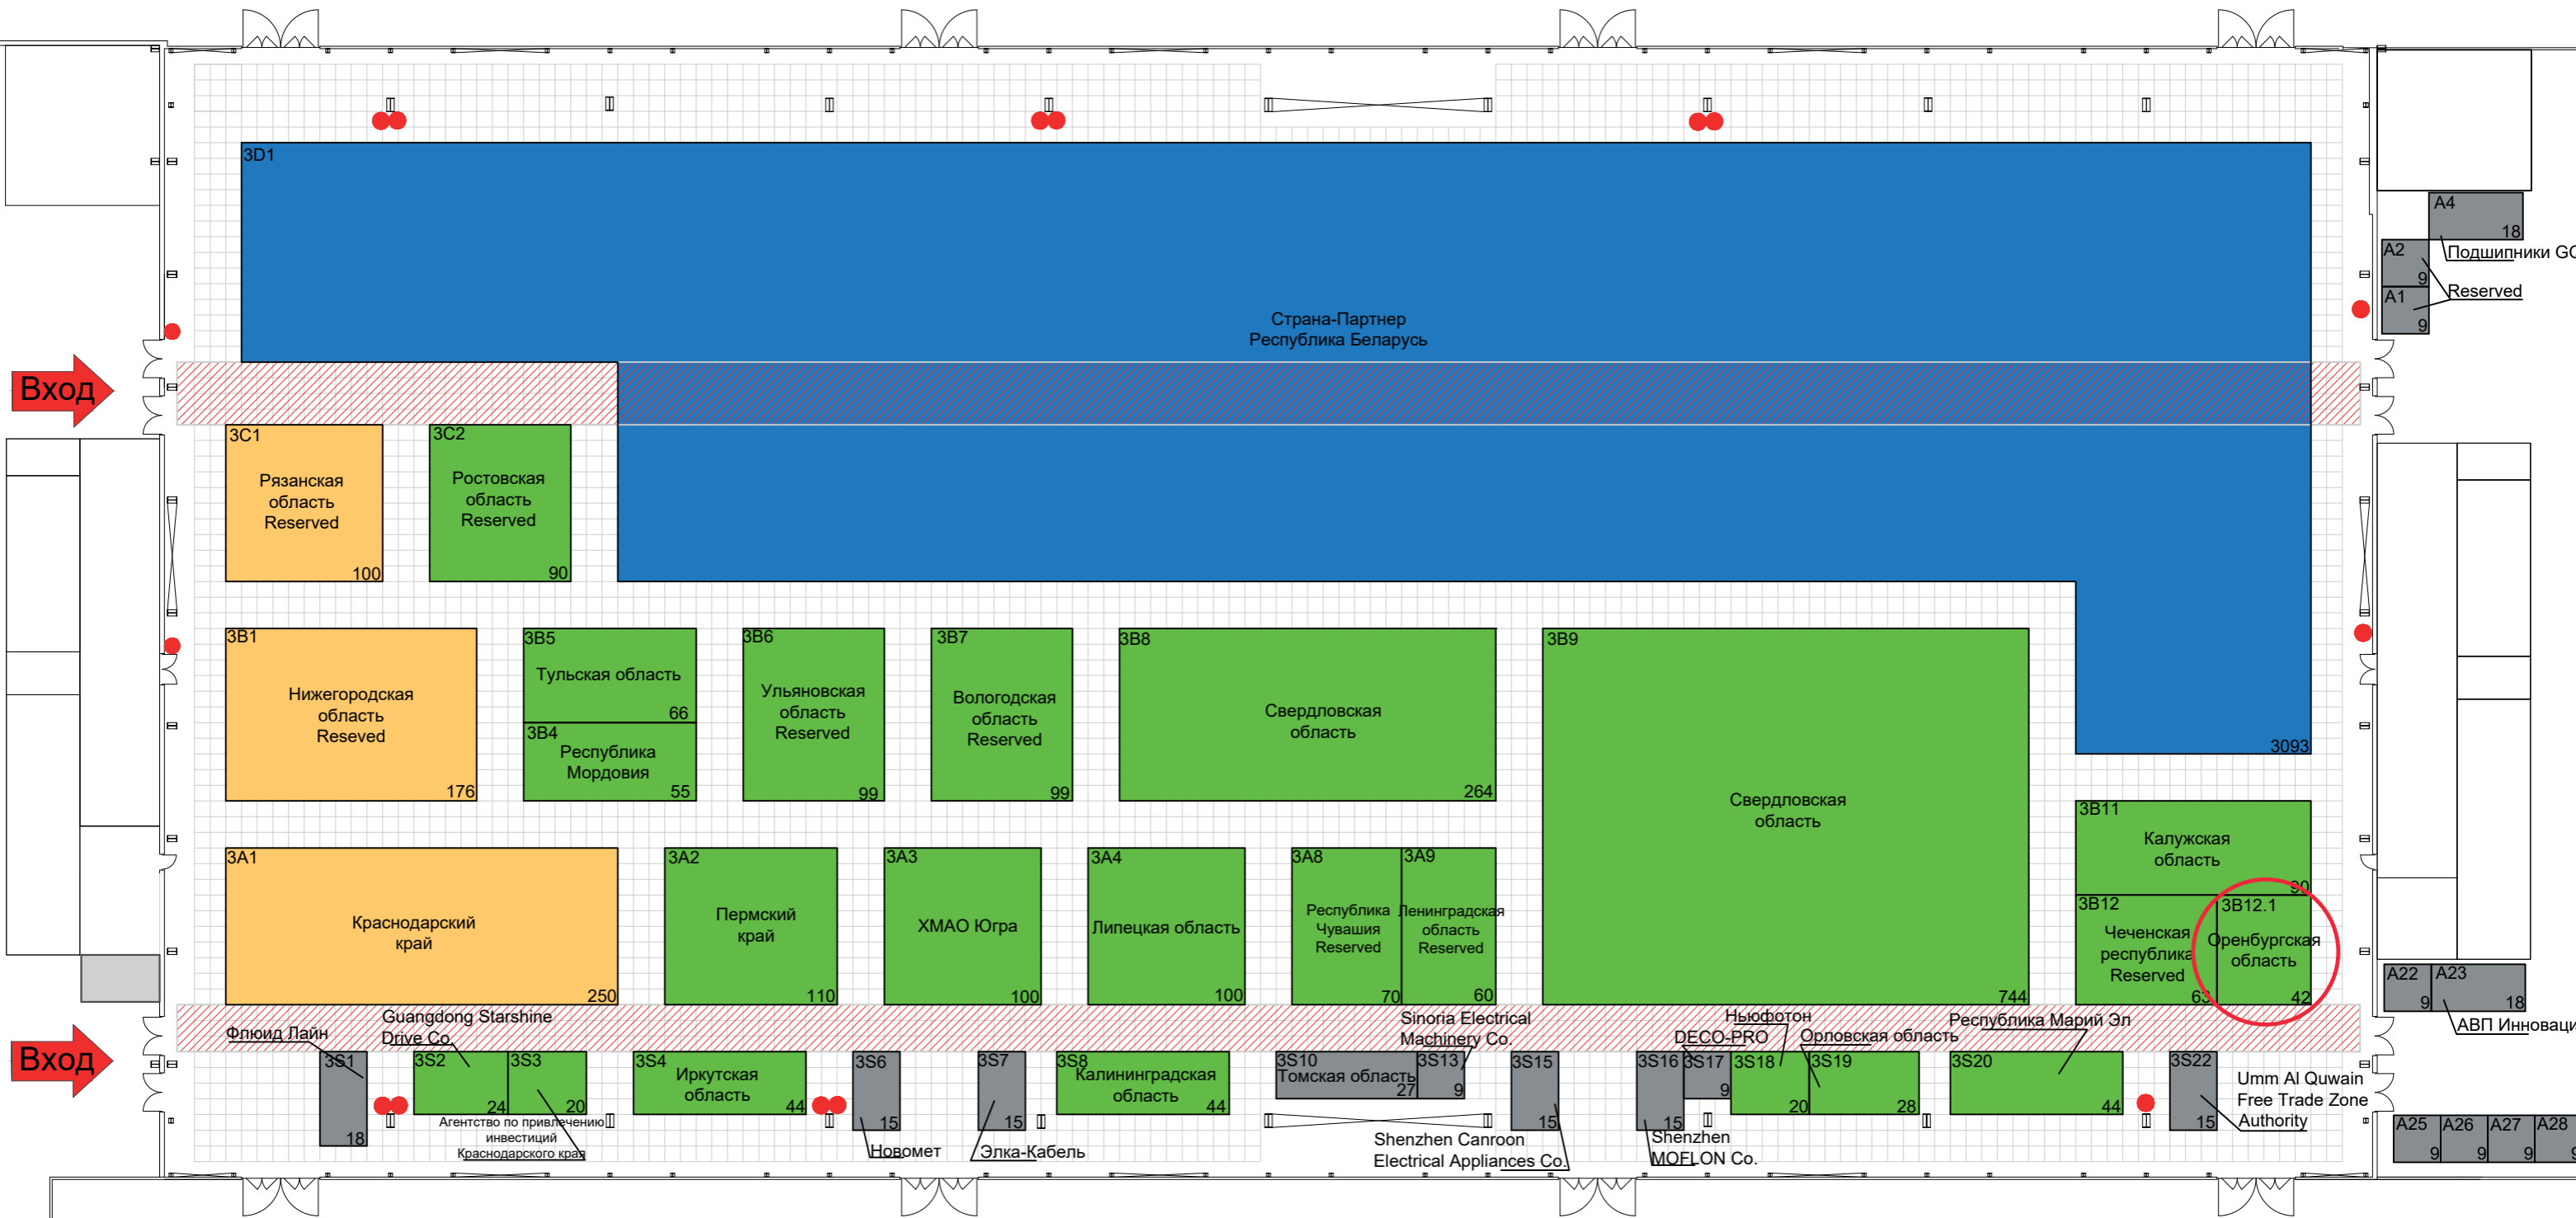 3D1
Страна-Партнер
Республика Беларусь
3093
A4
18
Подшипники GC
A2
9
A1
9
Reserved
Вход
3C1
Рязанская
область
Reserved
100
3C2
Ростовская
область
Reserved
90
3B1
Нижегородская
область
Reseved
176
3B5
Тульская область
66
3B4
Республика
Мордовия
55
3B6
Ульяновская
область
Reserved
99
3B7
Вологодская
область
Reserved
99
3B8
Свердловская
область
264
3B9
Свердловская
область
744
3B11
Калужская
область
90
3B12
Чеченская
республика
Reserved
63
3B12.1
Оренбургская
область
42
3A1
Краснодарский
край
250
3A2
Пермский
край
110
3A3
ХМАО Югра
100
3A4
Липецкая область
100
3A8
Республика
Чувашия
Reserved
70
3A9
Ленинградская
область
Reserved
60
A22
9
A23
18
АВП Инноваци
Вход
Флюид Лайн
3S1
18
Guangdong Starshine
Drive Co.
3S2
24
3S3
20
Агентство по привлечению
инвестиций
Краснодарского края
3S4
Иркутская
область
44
3S6
15
Новомет
3S7
15
Элка-Кабель
3S8
Калининградская
область
44
3S10
Томская область
27
Sinoria Electrical
Machinery Co.
3S13
9
3S15
15
Shenzhen Canroon
Electrical Appliances Co.
3S16
15
Shenzhen
MOFLON Co.
DECO-PRO
3S17
9
Ньюфотон
3S18
20
Орловская область
3S19
28
Республика Марий Эл
3S20
44
3S22
15
Umm Al Quwain
Free Trade Zone
Authority
A25
9
A26
9
A27
9
A28
9